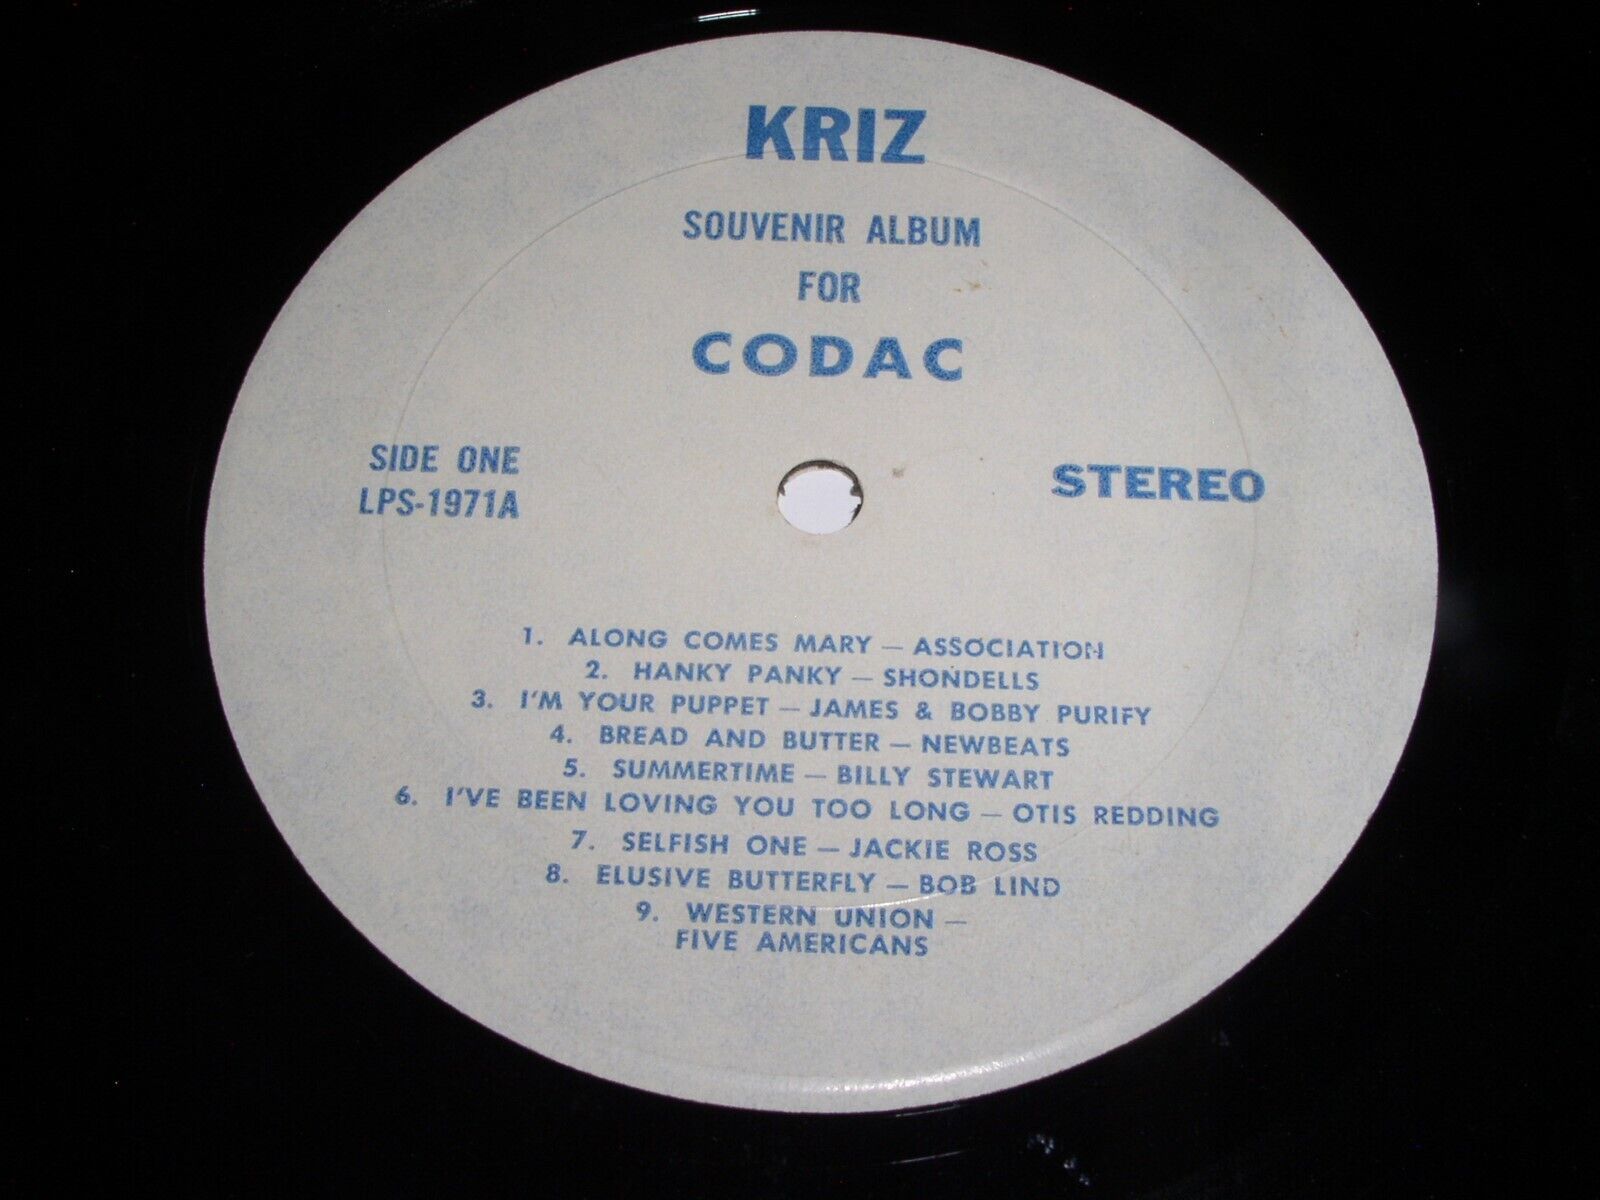 KRIZ
SOUVENIR ALBUM
FOR
CODAC
SIDE ONE
LPS-1971A
STEREO
1. ALONG COMES MARY — ASSOCIATION
2. HANKY PANKY — SHONDELLS
3. I'M YOUR PUPPET — JAMES & BOBBY PURIFY
4. BREAD AND BUTTER — NEWBEATS
5. SUMMERTIME — BILLY STEWART
6. I'VE BEEN LOVING YOU TOO LONG — OTIS REDDING
7. SELFISH ONE — JACKIE ROSS
8. ELUSIVE BUTTERFLY — BOB LIND
9. WESTERN UNION —
FIVE AMERICANS